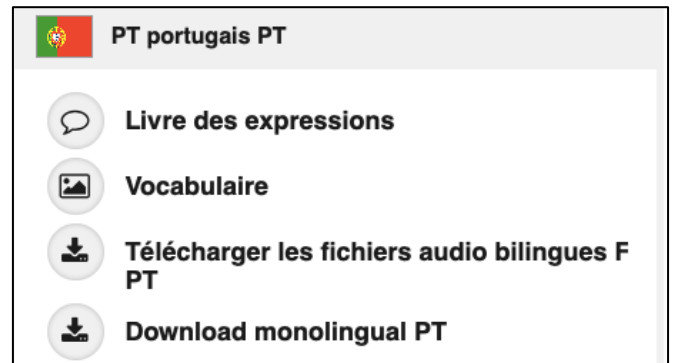 PT portugais PT
Livre des expressions
Vocabulaire
Télécharger les fichiers audio bilingues F
PT
Download monolingual PT